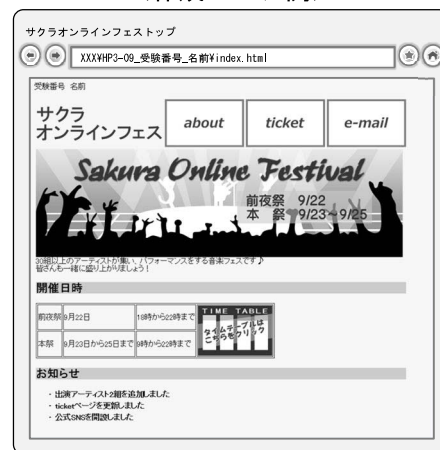 サクラオンラインフェストップ
XXX¥HP3-09_受験番号_名前¥index.html
受験番号 名前
サクラ
オンラインフェス
about
ticket
e-mail
Sakura Online Festival
前夜祭 9/22
本 祭 9/23~9/25
30組以上のアーティストが集い、パフォーマンスをする音楽フェスです♪
皆さんも一緒に盛り上がりましょう!
開催日時
前夜祭 9月22日 18時から22時まで
本祭 9月23日から25日まで 9時から22時まで
TIME TABLE
タイムテーブルは
こちらをクリック
お知らせ
・出演アーティスト2組を追加しました
・ticketページを更新しました
・公式SNSを開設しました